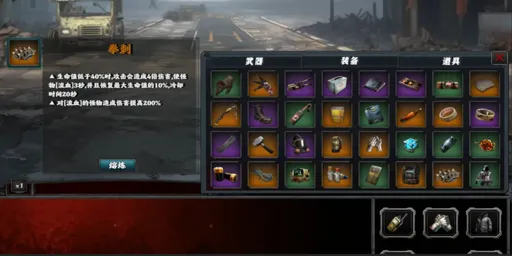 拳刺
▲ 生命值低于40%时,攻击会造成4倍伤害,使怪
物[流血]3秒,并且恢复最大生命值的10%,冷却
时间20秒
▲ 对[流血]的怪物造成伤害提高200%
熔炼
x1
武器
装备
道具